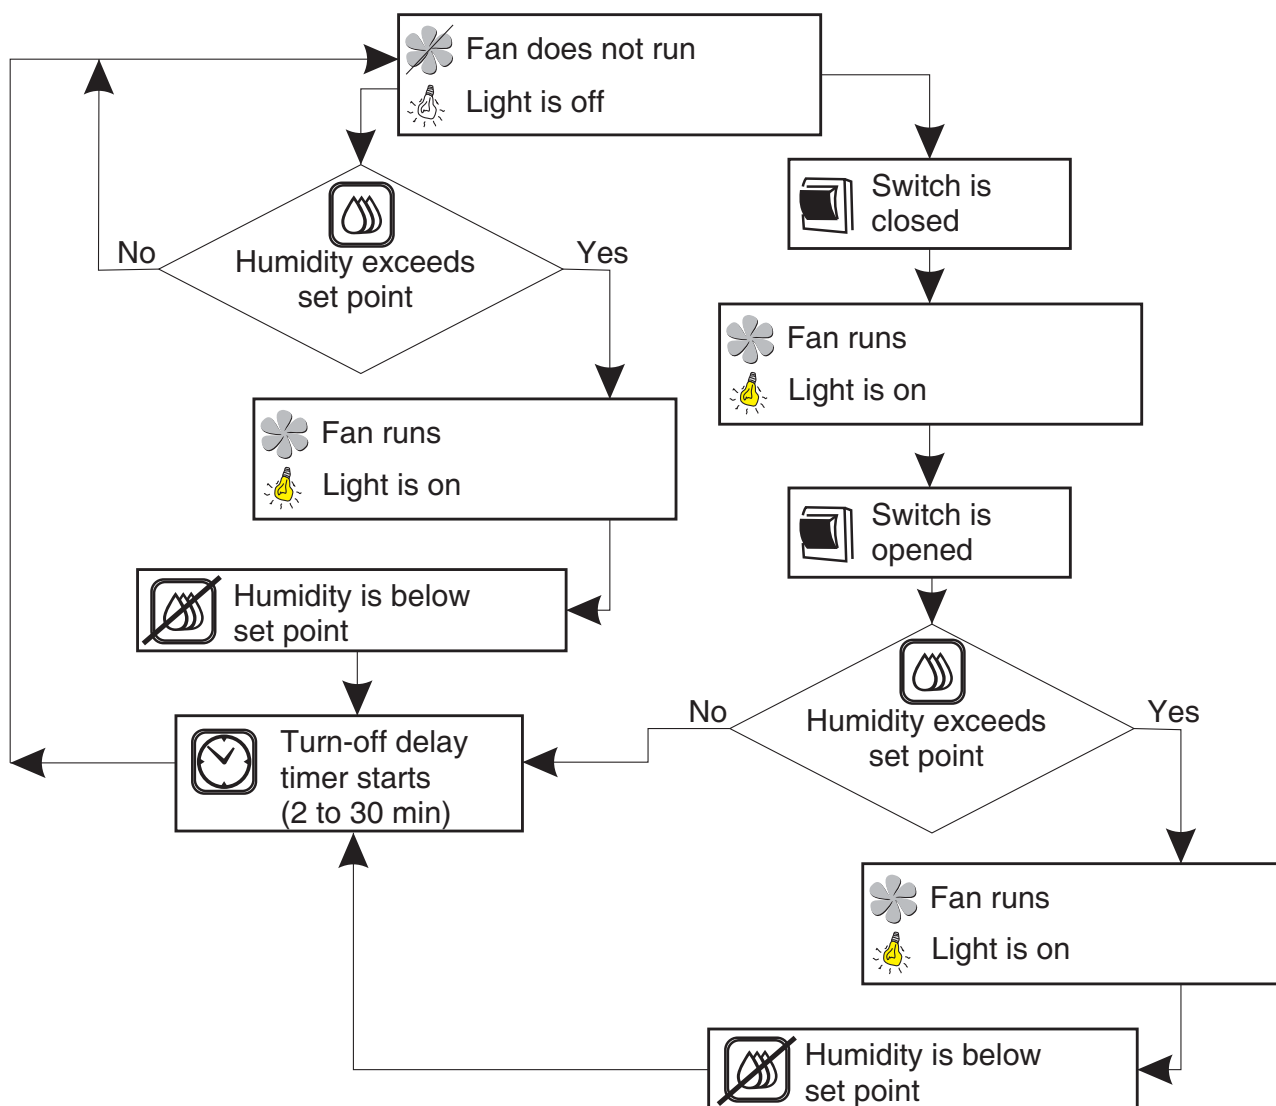 Fan does not run
Light is off
Switch is
closed
No
Yes
Humidity exceeds
set point
Fan runs
Light is on
Fan runs
Light is on
Switch is
opened
Humidity is below
set point
No
Yes
Humidity exceeds
set point
Turn-off delay
timer starts
(2 to 30 min)
Fan runs
Light is on
Humidity is below
set point